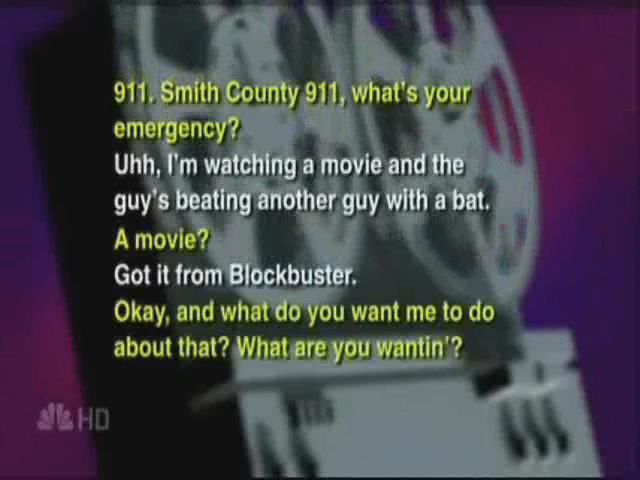 911. Smith County 911, what's your
emergency?
Uhh, I'm watching a movie and the
guy's beating another guy with a bat.
A movie?
Got it from Blockbuster.
Okay, and what do you want me to do
about that? What are you wantin'?
HD